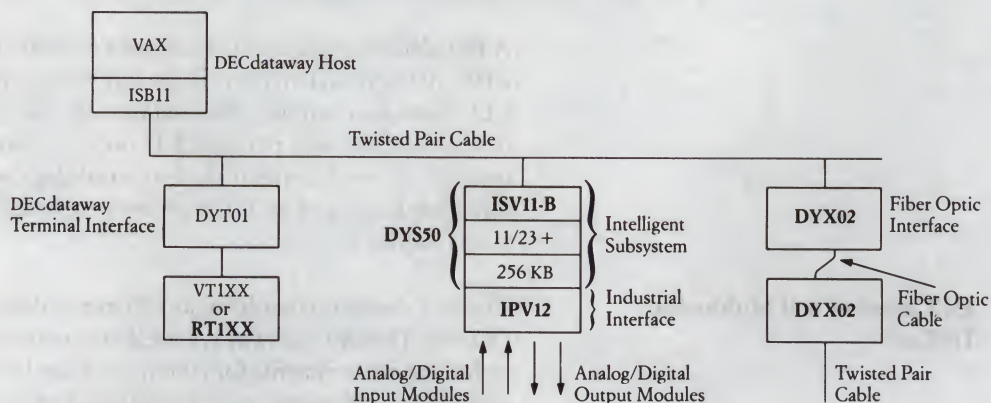 VAX
ISB11
DECdataway Host
Twisted Pair Cable
DECdataway
Terminal Interface
DYT01
VT1XX
or
RT1XX
DYS50
ISV11-B
11/23 +
256 KB
Intelligent
Subsystem
IPV12
Industrial
Interface
Analog/Digital
Input Modules
Analog/Digital
Output Modules
DYX02
Fiber Optic
Interface
DYX02
Fiber Optic
Cable
Twisted Pair
Cable